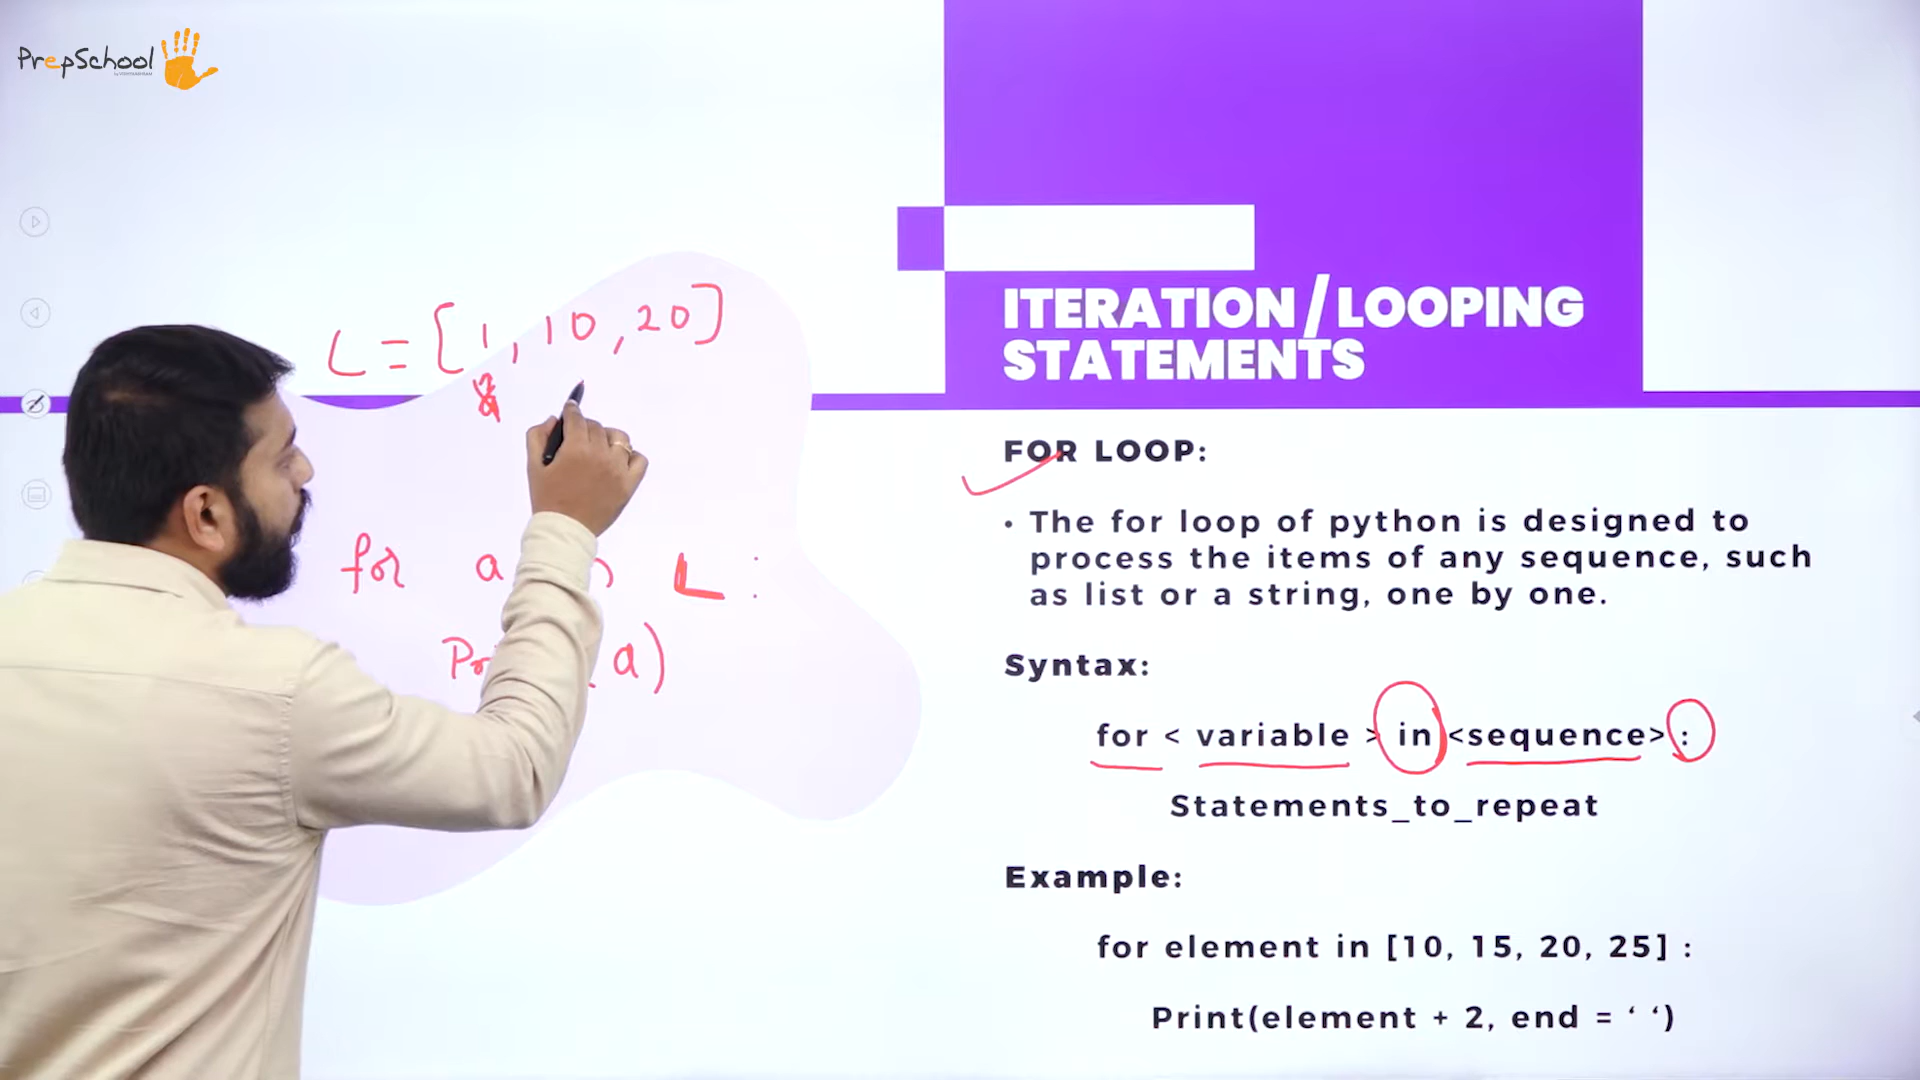 PrepSchool
L = [1, 10, 20]
for a L :
a)
ITERATION/LOOPING
STATEMENTS
FOR LOOP:
• The for loop of python is designed to
process the items of any sequence, such
as list or a string, one by one.
Syntax:
for < variable > in <sequence> :
Statements_to_repeat
Example:
for element in [10, 15, 20, 25] :
Print(element + 2, end = ‘ ‘)